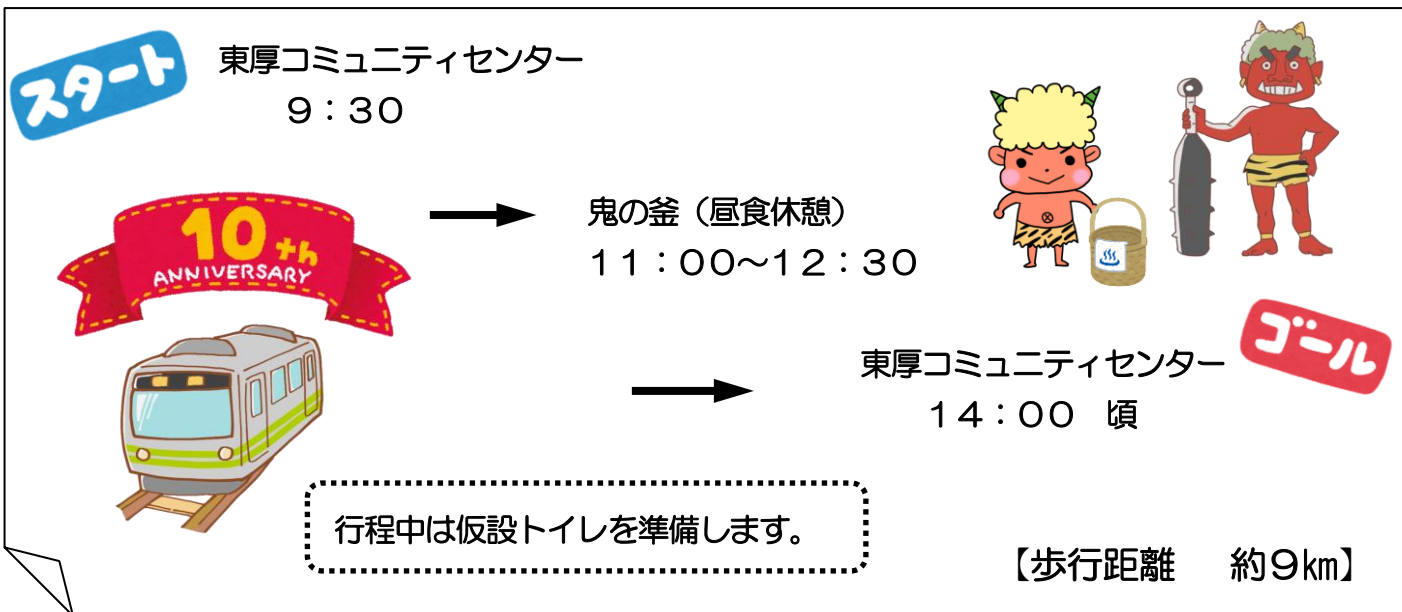 スタート
東厚コミュニティセンター
９：３０
10th
ANNIVERSARY
鬼の釜（昼食休憩）
１１：００～１２：３０
ゴール
東厚コミュニティセンター
１４：００　頃
行程中は仮設トイレを準備します。
【歩行距離　約９㎞】